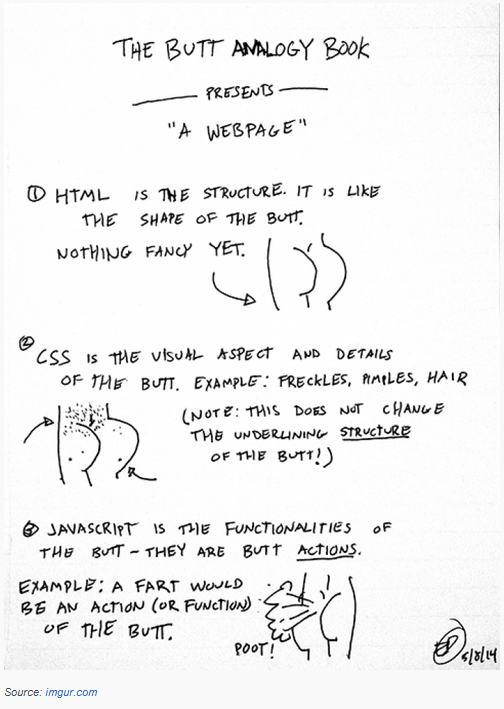 THE BUTT ANALOGY BOOK
PRESENTS
"A WEBPAGE"
① HTML IS THE STRUCTURE. IT IS LIKE
THE SHAPE OF THE BUTT.
NOTHING FANCY YET.
② CSS IS THE VISUAL ASPECT AND DETAILS
OF THE BUTT. EXAMPLE: FRECKLES, PIMPLES, HAIR
(NOTE: THIS DOES NOT CHANGE
THE UNDERLINING STRUCTURE
OF THE BUTT!)
③ JAVASCRIPT IS THE FUNCTIONALITIES OF
THE BUTT - THEY ARE BUTT ACTIONS.
EXAMPLE: A FART WOULD
BE AN ACTION (OR FUNCTION)
OF THE BUTT.
POOT!
5/8/14
Source: imgur.com